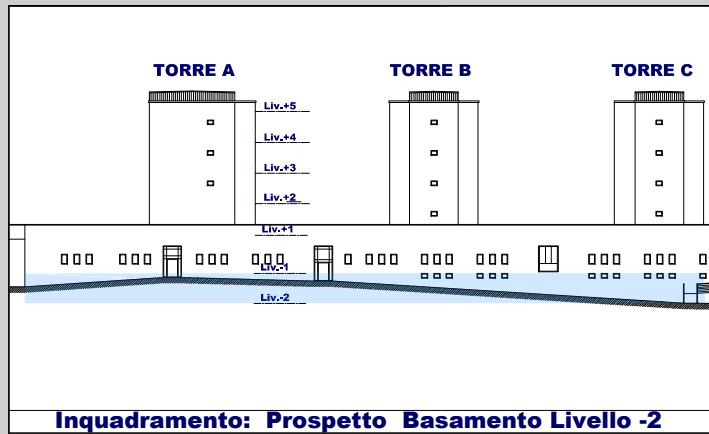 TORRE A TORRE B TORRE C
Liv.+5
Liv.+4
Liv.+3
Liv.+2
Liv.+1
Liv.-1
Liv.-2
Inquadramento: Prospetto Basamento Livello -2